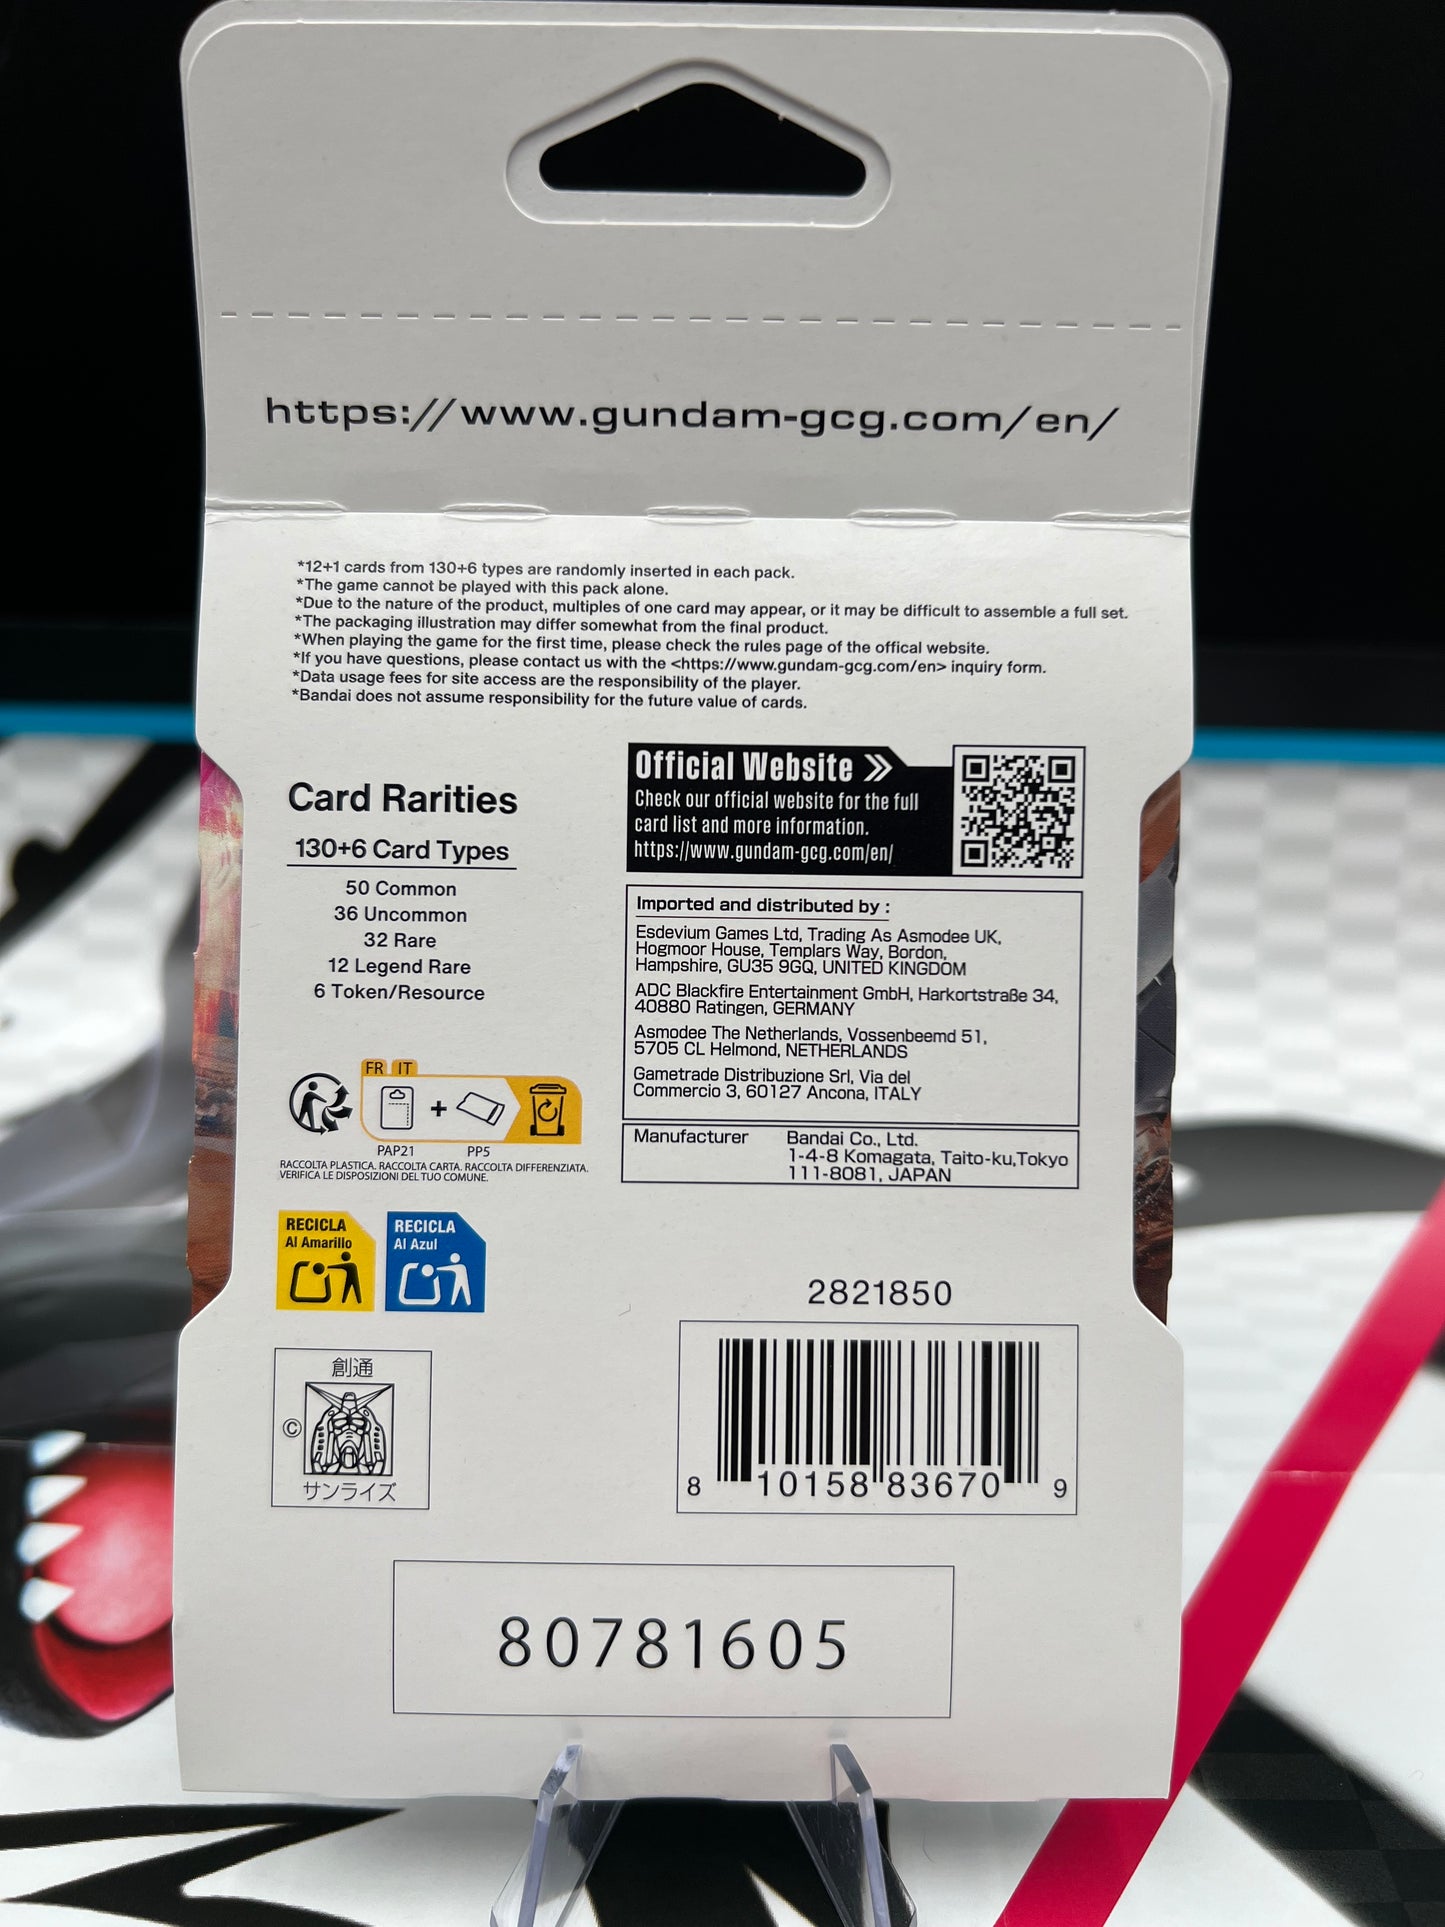 https://www.gundam-gcg.com/en/
*12+1 cards from 130+6 types are randomly inserted in each pack.
*The game cannot be played with this pack alone.
*Due to the nature of the product, multiples of one card may appear, or it may be difficult to assemble a full set.
*The packaging illustration may differ somewhat from the final product.
*When playing the game for the first time, please check the rules page of the offical website.
*If you have questions, please contact us with the <https://www.gundam-gcg.com/en> inquiry form.
*Data usage fees for site access are the responsibility of the player.
*Bandai does not assume responsibility for the future value of cards.
Card Rarities
130+6 Card Types
50 Common
36 Uncommon
32 Rare
12 Legend Rare
6 Token/Resource
Official Website
Check our official website for the full
card list and more information.
https://www.gundam-gcg.com/en/
Imported and distributed by :
Esdevium Games Ltd, Trading As Asmodee UK,
Hogmoor House, Templars Way, Bordon,
Hampshire, GU35 9GQ, UNITED KINGDOM
ADC Blackfire Entertainment GmbH, Harkortstraße 34,
40880 Ratingen, GERMANY
Asmodee The Netherlands, Vossenbeemd 51,
5705 CL Helmond, NETHERLANDS
Gametrade Distribuzione Srl, Via del
Commercio 3, 60127 Ancona, ITALY
Manufacturer Bandai Co., Ltd.
1-4-8 Komagata, Taito-ku,Tokyo
111-8081, JAPAN
FR IT
+
PAP21 PP5
RACCOLTA PLASTICA. RACCOLTA CARTA. RACCOLTA DIFFERENZIATA.
VERIFICA LE DISPOSIZIONI DEL TUO COMUNE.
RECICLA
Al Amarillo
RECICLA
Al Azul
創通
©
サンライズ
2821850
8 10158 83670 9
80781605